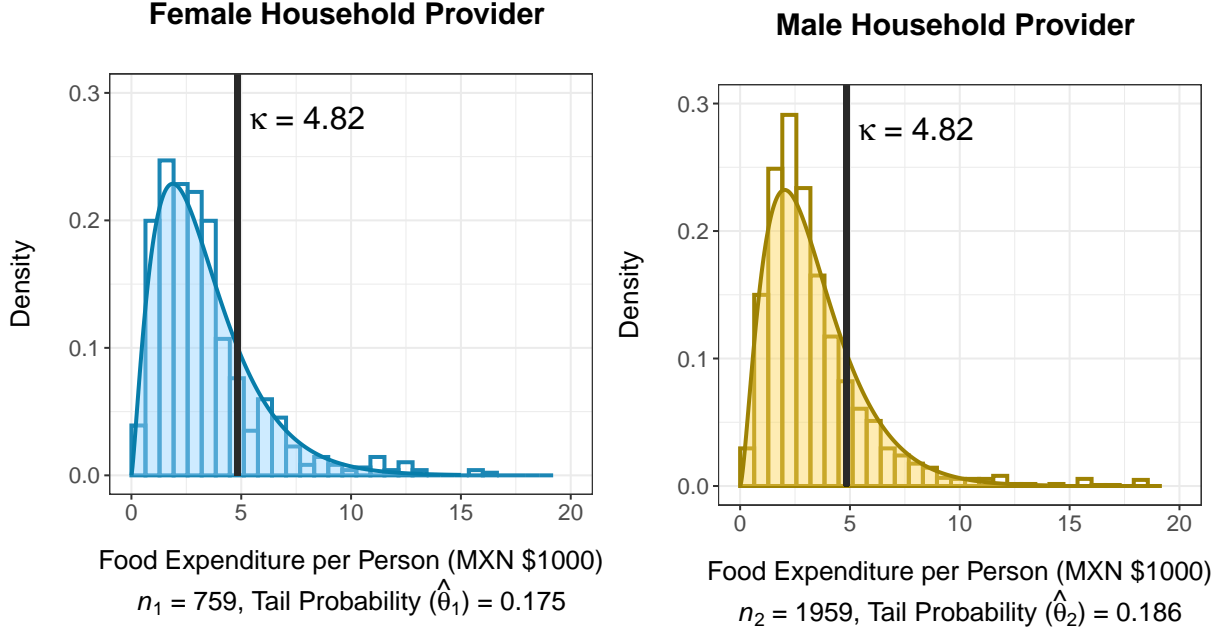 Female Household Provider
0.3
0.2
0.1
0.0
Density
κ = 4.82
0 5 10 15 20
Food Expenditure per Person (MXN $1000)
n₁ = 759, Tail Probability (θ̂₁) = 0.175
Male Household Provider
0.3
0.2
0.1
0.0
Density
κ = 4.82
0 5 10 15 20
Food Expenditure per Person (MXN $1000)
n₂ = 1959, Tail Probability (θ̂₂) = 0.186